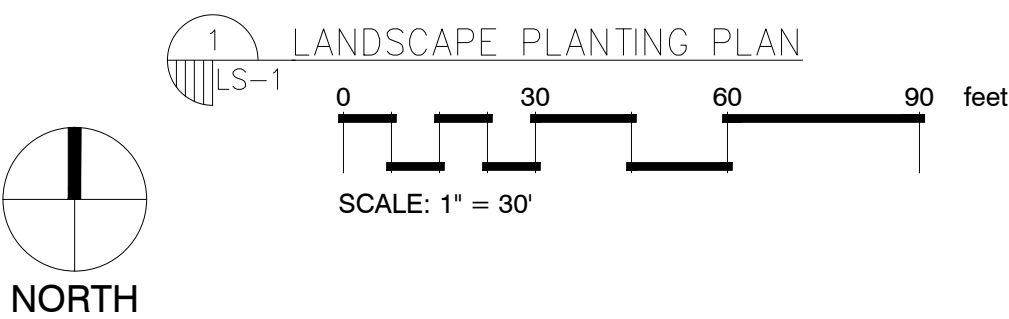 1 LANDSCAPE PLANTING PLAN
LS-1
0 30 60 90 feet
SCALE: 1" = 30'
NORTH